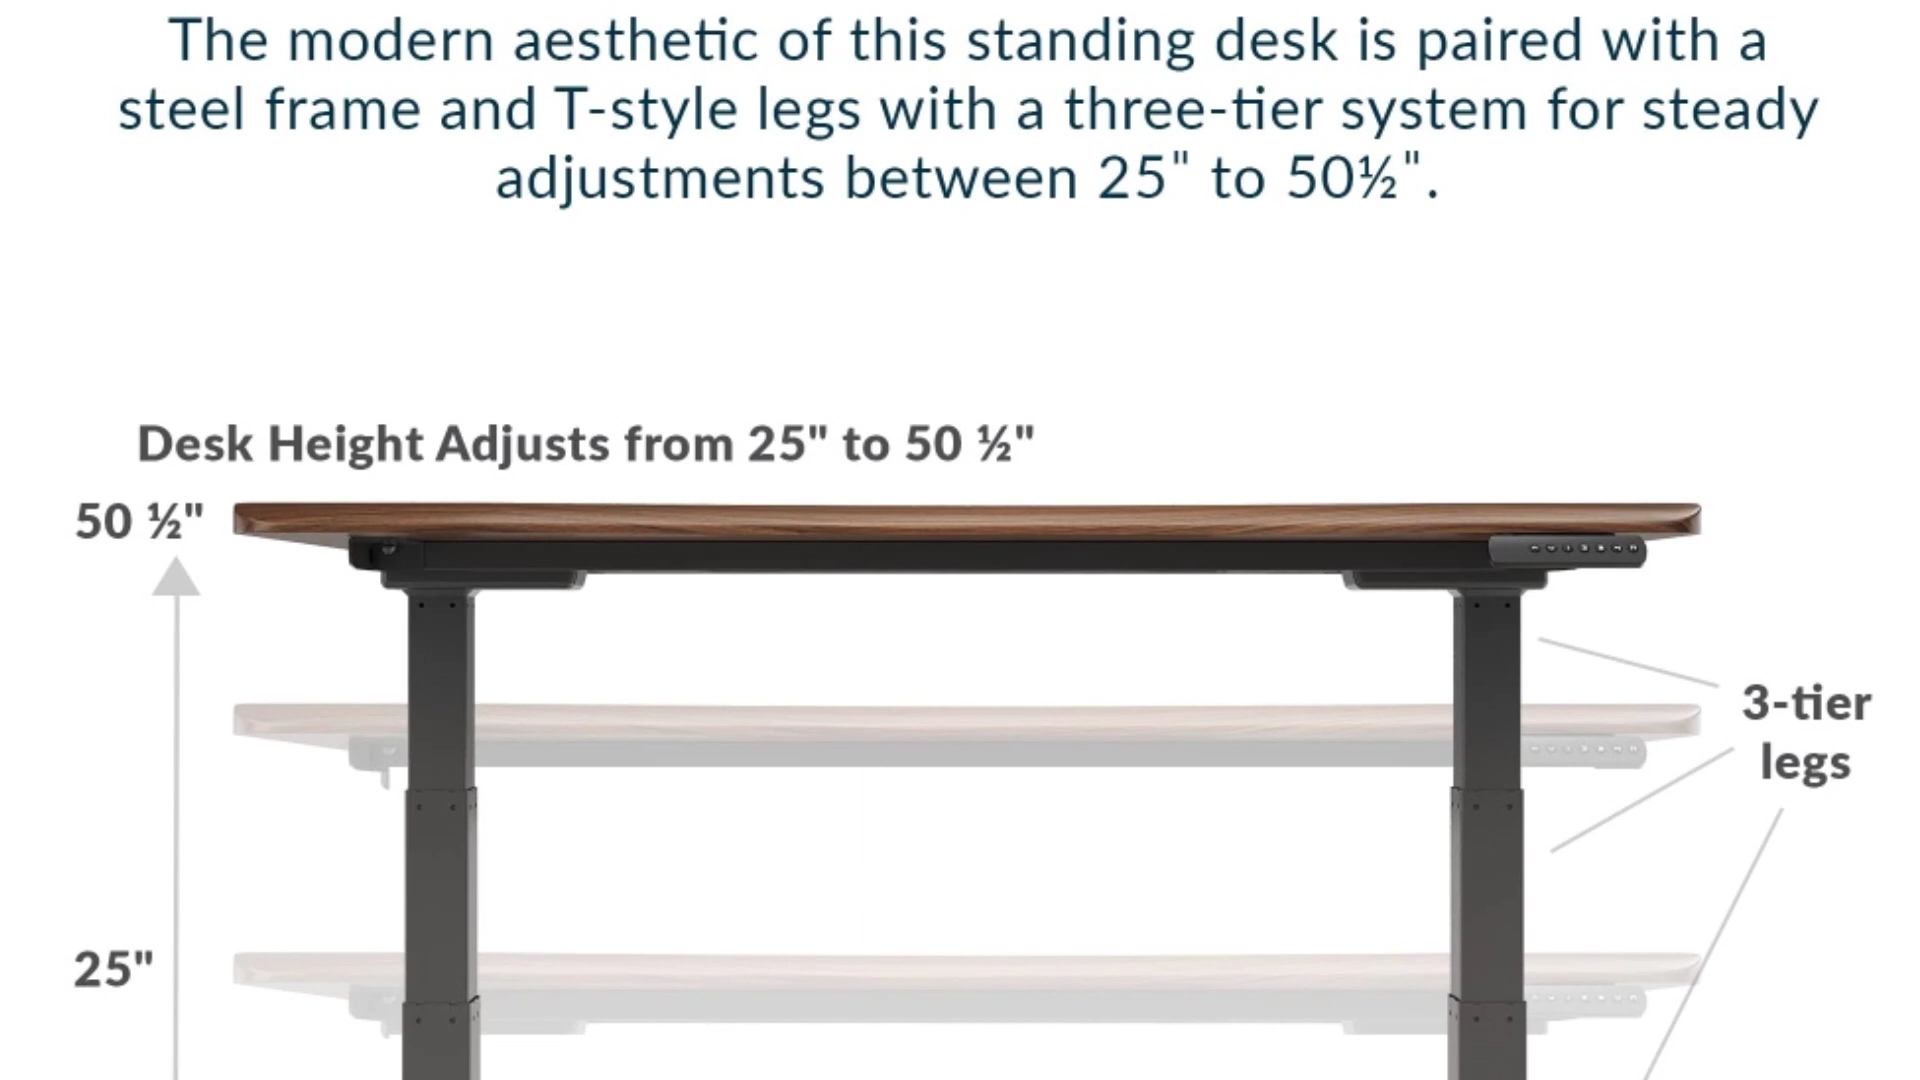 The modern aesthetic of this standing desk is paired with a
steel frame and T-style legs with a three-tier system for steady
adjustments between 25" to 50½".
Desk Height Adjusts from 25" to 50 ½"
50 ½"
3-tier
legs
25"